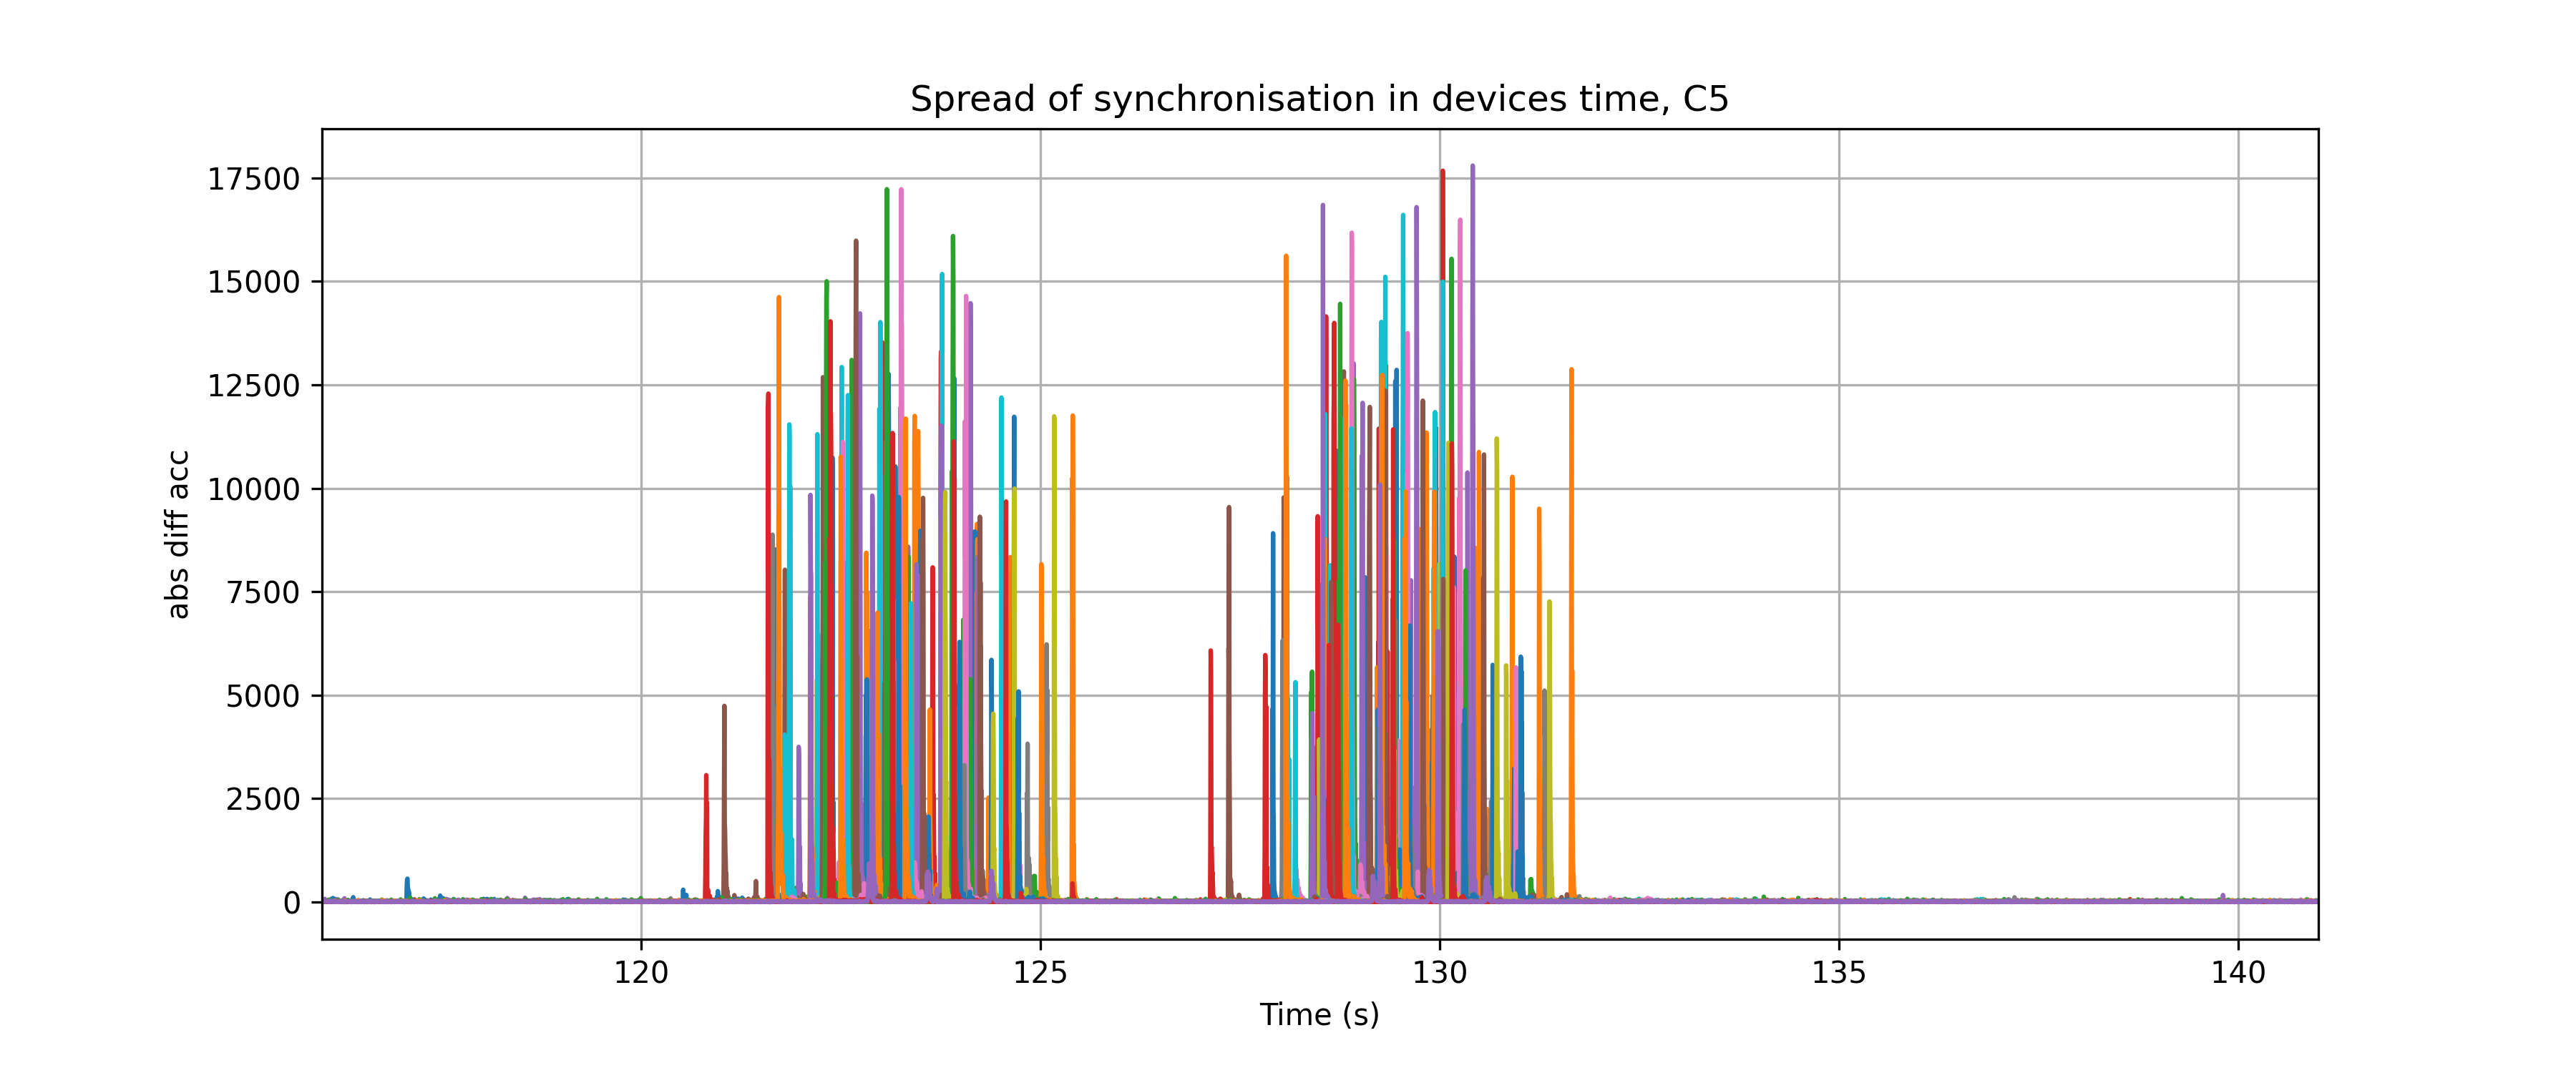 Spread of synchronisation in devices time, C5
17500
15000
12500
10000
7500
5000
2500
0
abs diff acc
120 125 130 135 140
Time (s)